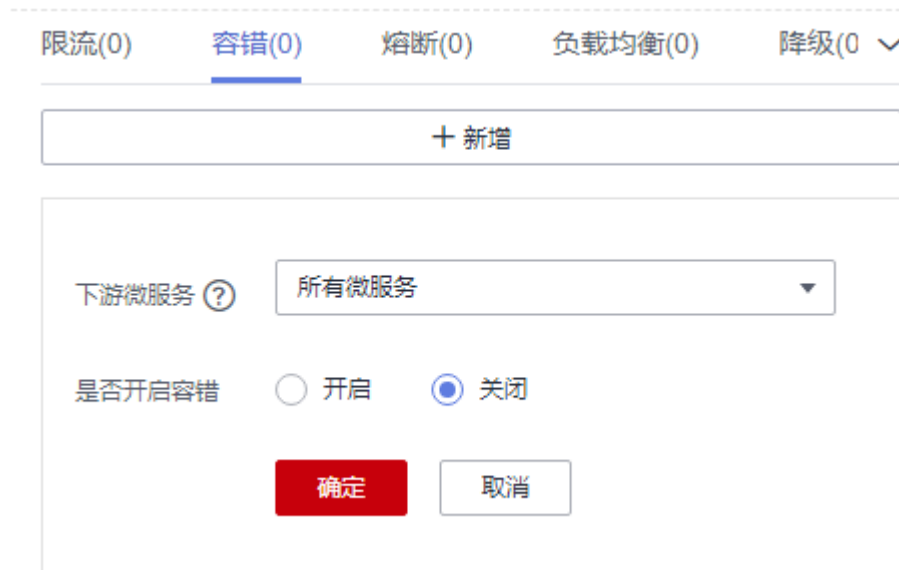 限流(0) 容错(0) 熔断(0) 负载均衡(0) 降级(0
新增
下游微服务 ? 所有微服务
是否开启容错 开启 关闭
确定 取消